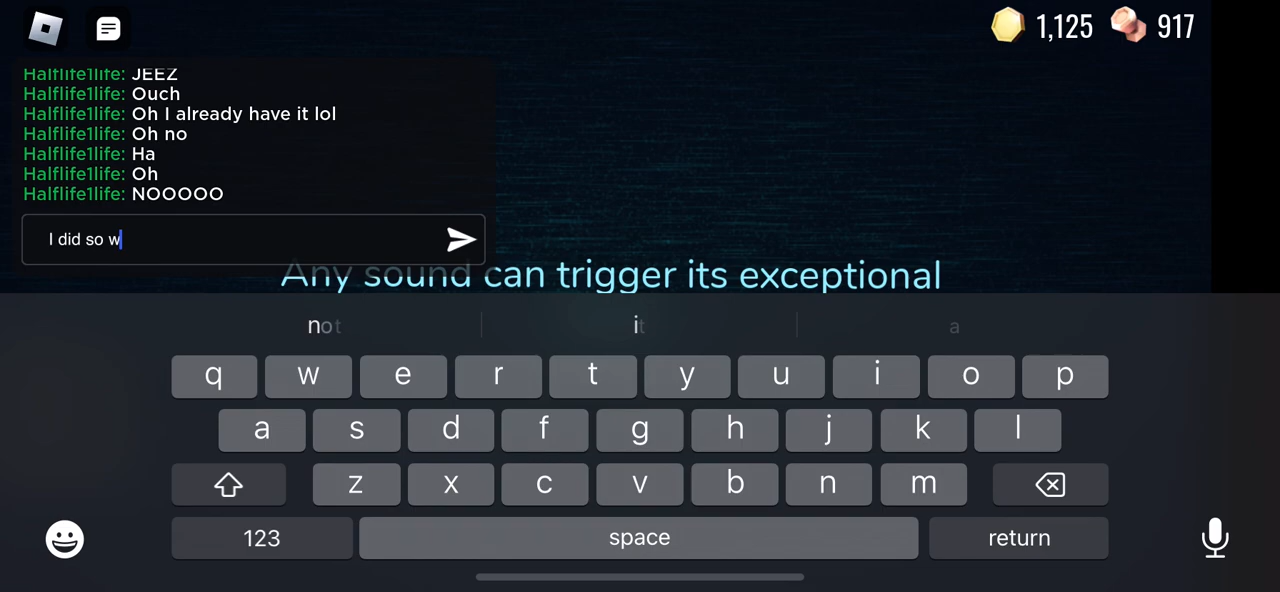 1,125 917
Halflife1life: JEEZ
Halflife1life: Ouch
Halflife1life: Oh I already have it lol
Halflife1life: Oh no
Halflife1life: Ha
Halflife1life: Oh
Halflife1life: NOOOOO
I did so w
Any sound can trigger its exceptional
not it a
q w e r t y u i o p
a s d f g h j k l
z x c v b n m
123 space return